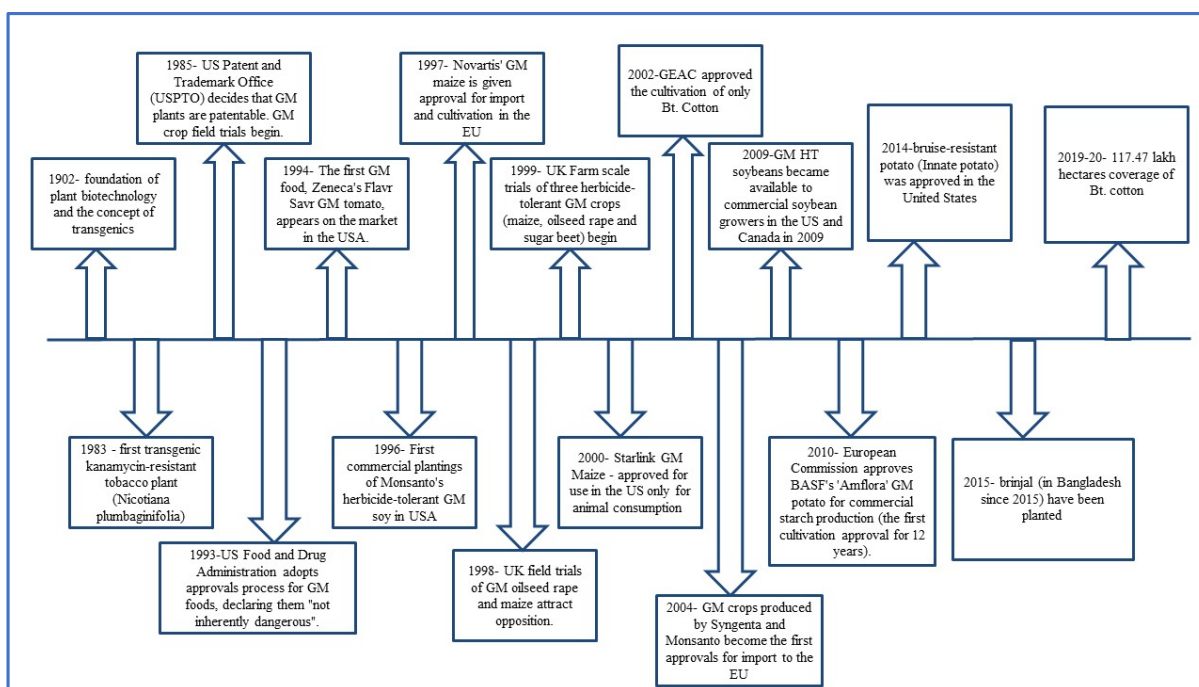 1902- foundation of
plant biotechnology
and the concept of
transgenics
1983 - first transgenic
kanamycin-resistant
tobacco plant
(Nicotiana
plumbaginifolia)
1985- US Patent and
Trademark Office
(USPTO) decides that GM
plants are patentable. GM
crop field trials begin.
1993-US Food and Drug
Administration adopts
approvals process for GM
foods, declaring them "not
inherently dangerous".
1994- The first GM
food, Zeneca's Flavr
Savr GM tomato,
appears on the market
in the USA.
1996- First
commercial plantings
of Monsanto's
herbicide-tolerant GM
soy in USA
1997- Novartis' GM
maize is given
approval for import
and cultivation in the
EU
1998- UK field trials
of GM oilseed rape
and maize attract
opposition.
1999- UK Farm scale
trials of three herbicide-
tolerant GM crops
(maize, oilseed rape and
sugar beet) begin
2000- Starlink GM
Maize - approved for
use in the US only for
animal consumption
2002-GEAC approved
the cultivation of only
Bt. Cotton
2004- GM crops produced
by Syngenta and
Monsanto become the first
approvals for import to the
EU
2009-GM HT
soybeans became
available to
commercial soybean
growers in the US and
Canada in 2009
2010- European
Commission approves
BASF's 'Amflora' GM
potato for commercial
starch production (the first
cultivation approval for 12
years).
2014-bruise-resistant
potato (Innate potato)
was approved in the
United States
2015- brinjal (in Bangladesh
since 2015) have been
planted
2019-20- 117.47 lakh
hectares coverage of
Bt. cotton